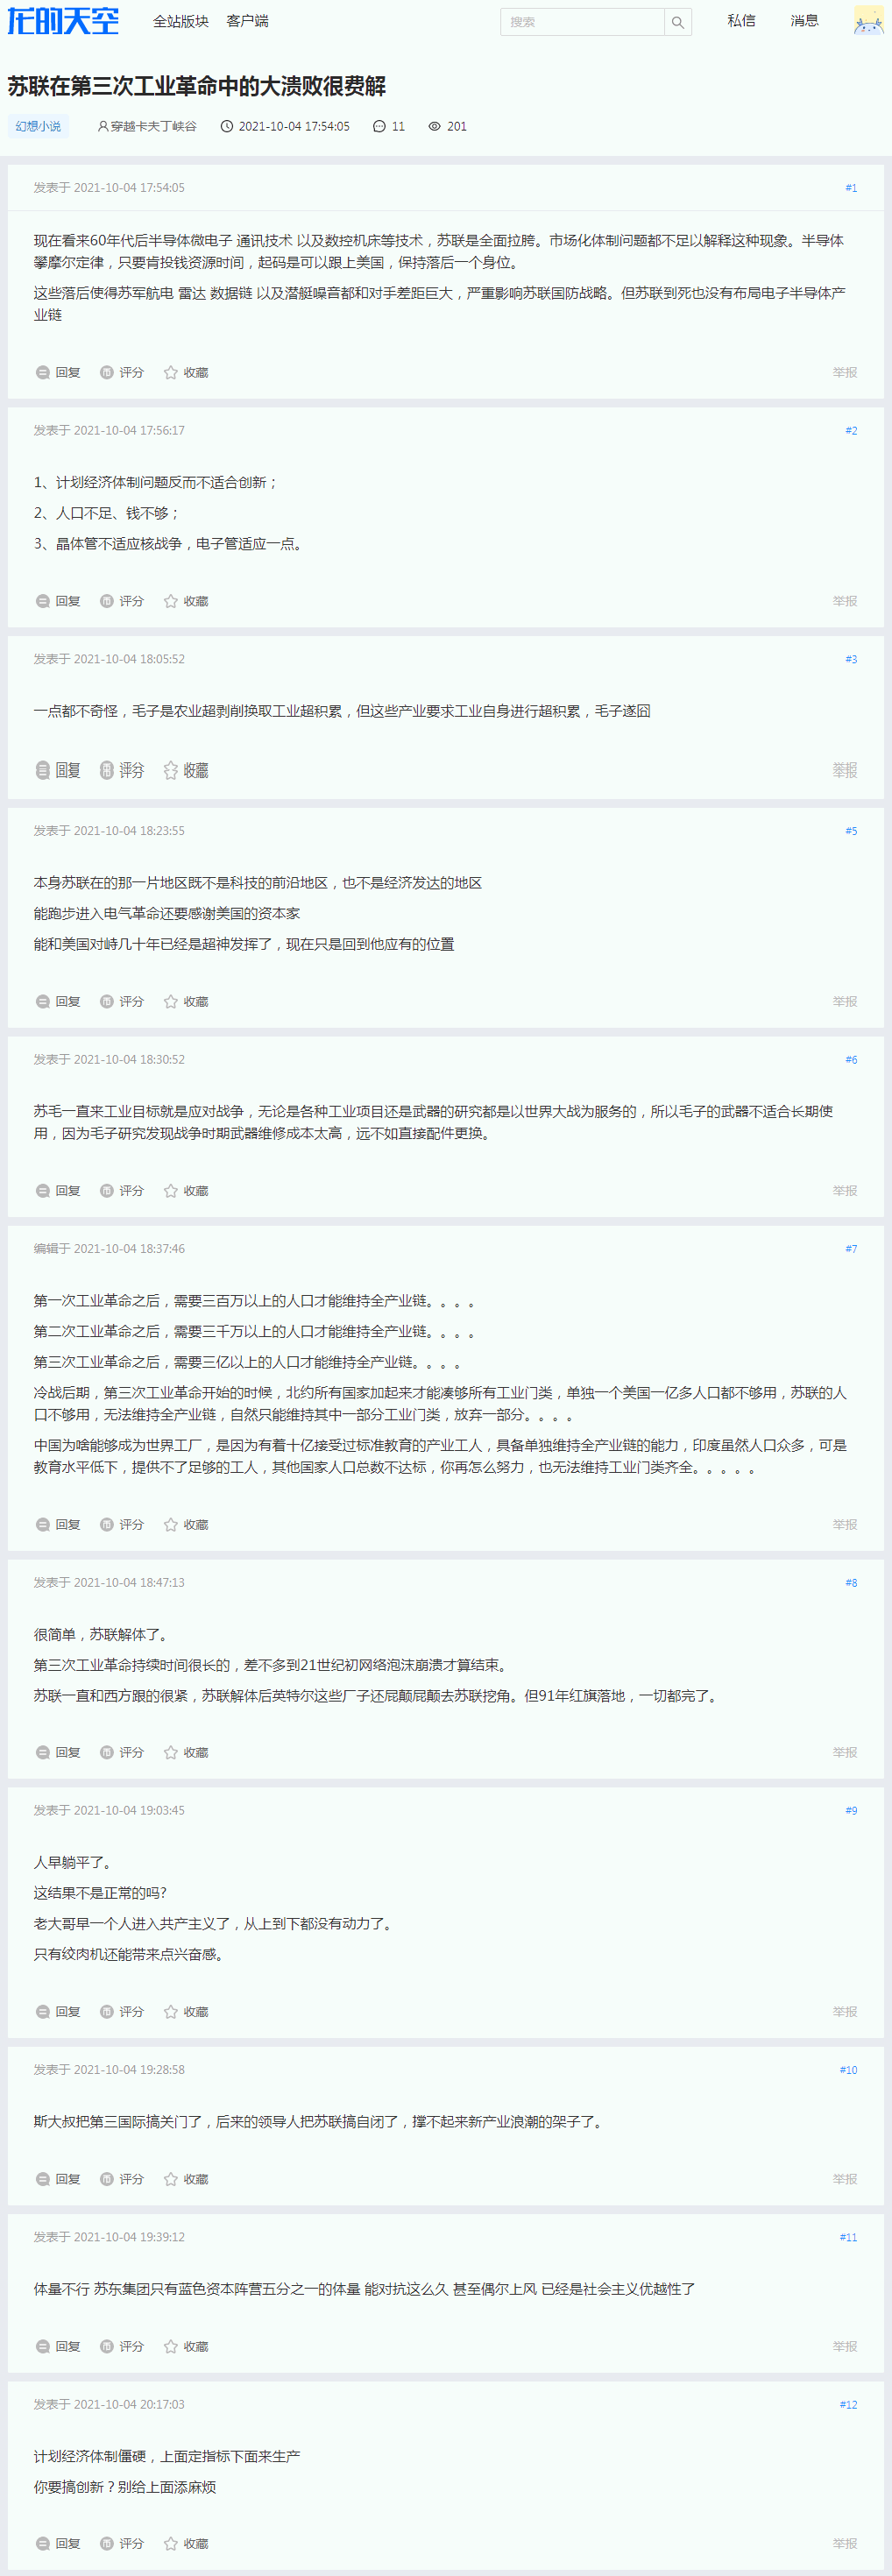 龙的天空 全站版块 客户端 搜索 私信 消息
苏联在第三次工业革命中的大溃败很费解
幻想小说 穿越卡夫丁峡谷 2021-10-04 17:54:05 11 201
发表于 2021-10-04 17:54:05 #1
现在看来60年代后半导体微电子 通讯技术 以及数控机床等技术，苏联是全面拉胯。市场化体制问题都不足以解释这种现象。半导体
攀摩尔定律，只要肯投钱资源时间，起码是可以跟上美国，保持落后一个身位。
这些落后使得苏军航电 雷达 数据链 以及潜艇噪音都和对手差距巨大，严重影响苏联国防战略。但苏联到死也没有布局电子半导体产
业链
回复 评分 收藏 举报
发表于 2021-10-04 17:56:17 #2
1、计划经济体制问题反而不适合创新；
2、人口不足、钱不够；
3、晶体管不适应核战争，电子管适应一点。
回复 评分 收藏 举报
发表于 2021-10-04 18:05:52 #3
一点都不奇怪，毛子是农业超剥削换取工业超积累，但这些产业要求工业自身进行超积累，毛子遂囧
回复 评分 收藏 举报
发表于 2021-10-04 18:23:55 #5
本身苏联在的那一片地区既不是科技的前沿地区，也不是经济发达的地区
能跑步进入电气革命还要感谢美国的资本家
能和美国对峙几十年已经是超神发挥了，现在只是回到他应有的位置
回复 评分 收藏 举报
发表于 2021-10-04 18:30:52 #6
苏毛一直来工业目标就是应对战争，无论是各种工业项目还是武器的研究都是以世界大战为服务的，所以毛子的武器不适合长期使
用，因为毛子研究发现战争时期武器维修成本太高，远不如直接配件更换。
回复 评分 收藏 举报
编辑于 2021-10-04 18:37:46 #7
第一次工业革命之后，需要三百万以上的人口才能维持全产业链。。。。
第二次工业革命之后，需要三千万以上的人口才能维持全产业链。。。。
第三次工业革命之后，需要三亿以上的人口才能维持全产业链。。。。
冷战后期，第三次工业革命开始的时候，北约所有国家加起来才能凑够所有工业门类，单独一个美国一亿多人口都不够用，苏联的人
口不够用，无法维持全产业链，自然只能维持其中一部分工业门类，放弃一部分。。。。
中国为啥能够成为世界工厂，是因为有着十亿接受过标准教育的产业工人，具备单独维持全产业链的能力，印度虽然人口众多，可是
教育水平低下，提供不了足够的工人，其他国家人口总数不达标，你再怎么努力，也无法维持工业门类齐全。。。。。
回复 评分 收藏 举报
发表于 2021-10-04 18:47:13 #8
很简单，苏联解体了。
第三次工业革命持续时间很长的，差不多到21世纪初网络泡沫崩溃才算结束。
苏联一直和西方跟的很紧，苏联解体后英特尔这些厂子还屁颠屁颠去苏联挖角。但91年红旗落地，一切都完了。
回复 评分 收藏 举报
发表于 2021-10-04 19:03:45 #9
人早躺平了。
这结果不是正常的吗?
老大哥早一个人进入共产主义了，从上到下都没有动力了。
只有绞肉机还能带来点兴奋感。
回复 评分 收藏 举报
发表于 2021-10-04 19:28:58 #10
斯大叔把第三国际搞关门了，后来的领导人把苏联搞自闭了，撑不起来新产业浪潮的架子了。
回复 评分 收藏 举报
发表于 2021-10-04 19:39:12 #11
体量不行 苏东集团只有蓝色资本阵营五分之一的体量 能对抗这么久 甚至偶尔上风 已经是社会主义优越性了
回复 评分 收藏 举报
发表于 2021-10-04 20:17:03 #12
计划经济体制僵硬，上面定指标下面来生产
你要搞创新？别给上面添麻烦
回复 评分 收藏 举报